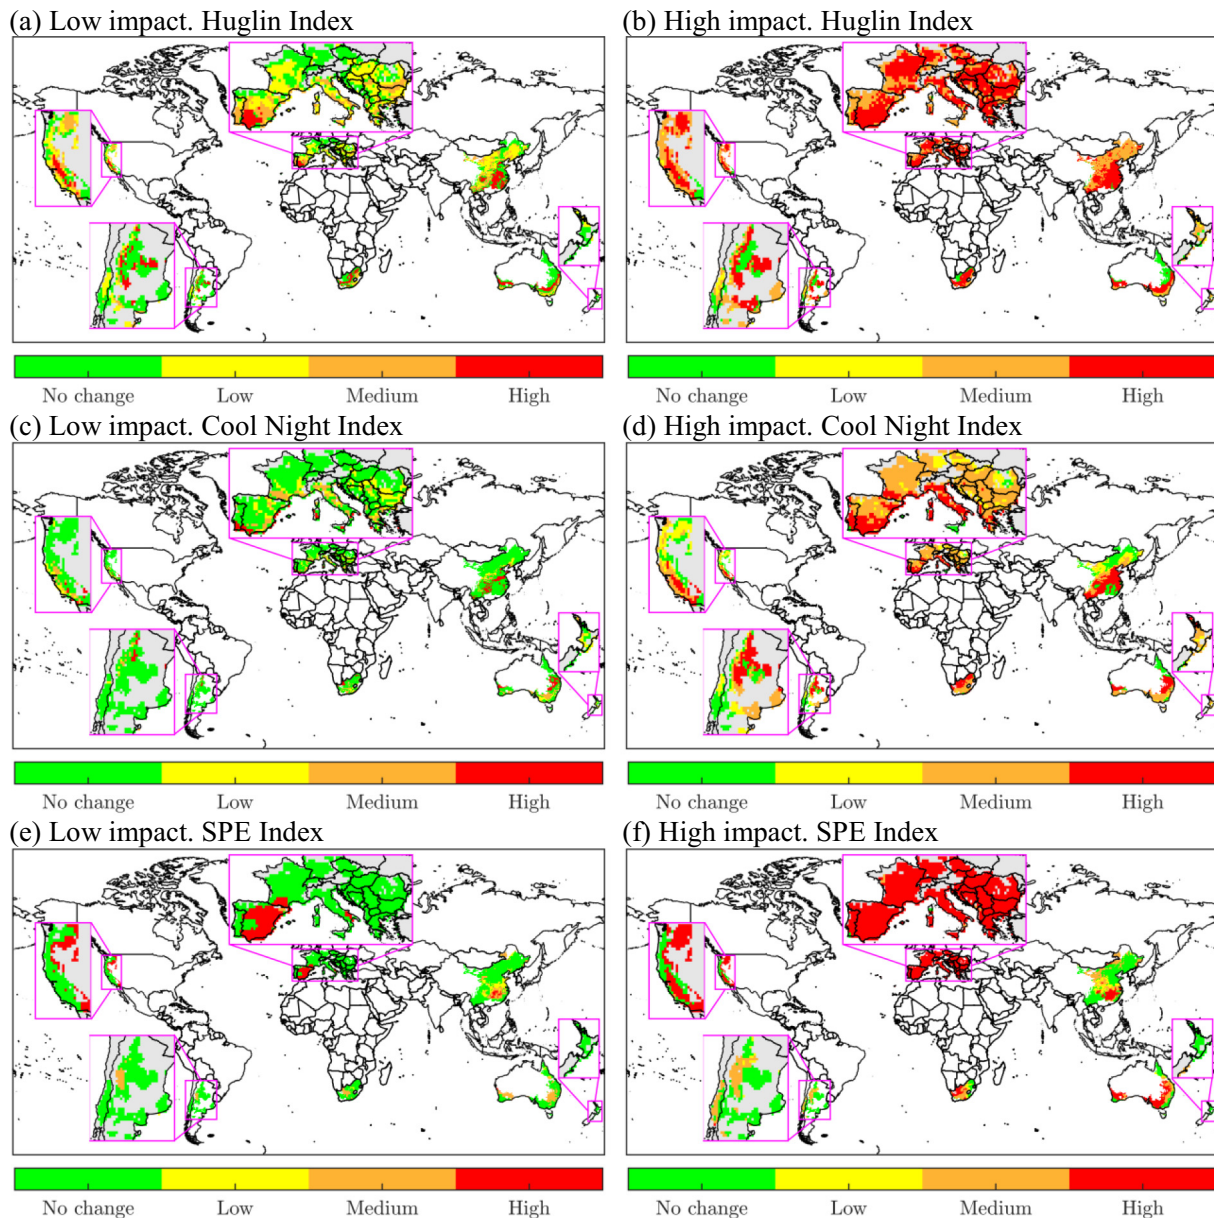 (a) Low impact. Huglin Index
(b) High impact. Huglin Index
No change Low Medium High
No change Low Medium High
(c) Low impact. Cool Night Index
(d) High impact. Cool Night Index
No change Low Medium High
No change Low Medium High
(e) Low impact. SPE Index
(f) High impact. SPE Index
No change Low Medium High
No change Low Medium High